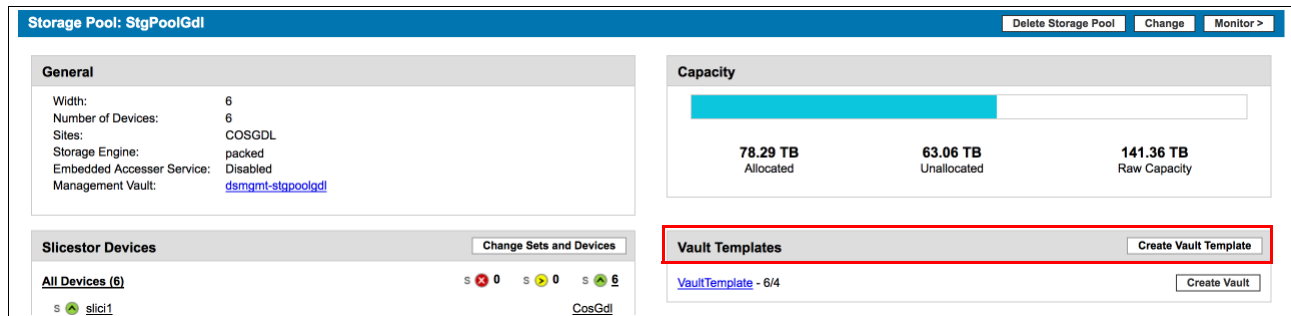 Storage Pool: StgPoolGdl
Delete Storage Pool Change Monitor >
General
Width: 6
Number of Devices: 6
Sites: COSGDL
Storage Engine: packed
Embedded Accesser Service: Disabled
Management Vault: dsmgmt-stgpoolgdl
Capacity
78.29 TB 63.06 TB 141.36 TB
Allocated Unallocated Raw Capacity
Slicestor Devices Change Sets and Devices
All Devices (6) S 0 S 0 S 6
S slici1 CosGdl
Vault Templates Create Vault Template
VaultTemplate - 6/4 Create Vault